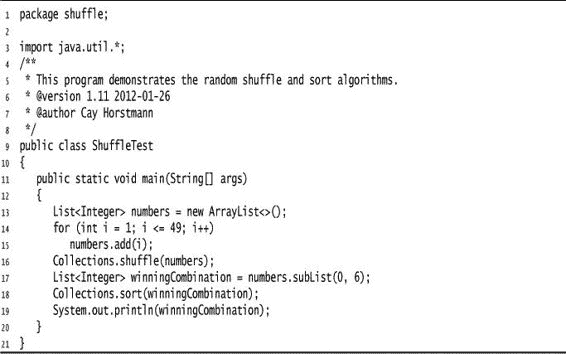 1 package shuffle;
2
3 import java.util.*;
4 /**
5  * This program demonstrates the random shuffle and sort algorithms.
6  * @version 1.11 2012-01-26
7  * @author Cay Horstmann
8  */
9 public class ShuffleTest
10 {
11    public static void main(String[] args)
12    {
13       List<Integer> numbers = new ArrayList<>();
14       for (int i = 1; i <= 49; i++)
15          numbers.add(i);
16       Collections.shuffle(numbers);
17       List<Integer> winningCombination = numbers.subList(0, 6);
18       Collections.sort(winningCombination);
19       System.out.println(winningCombination);
20    }
21 }